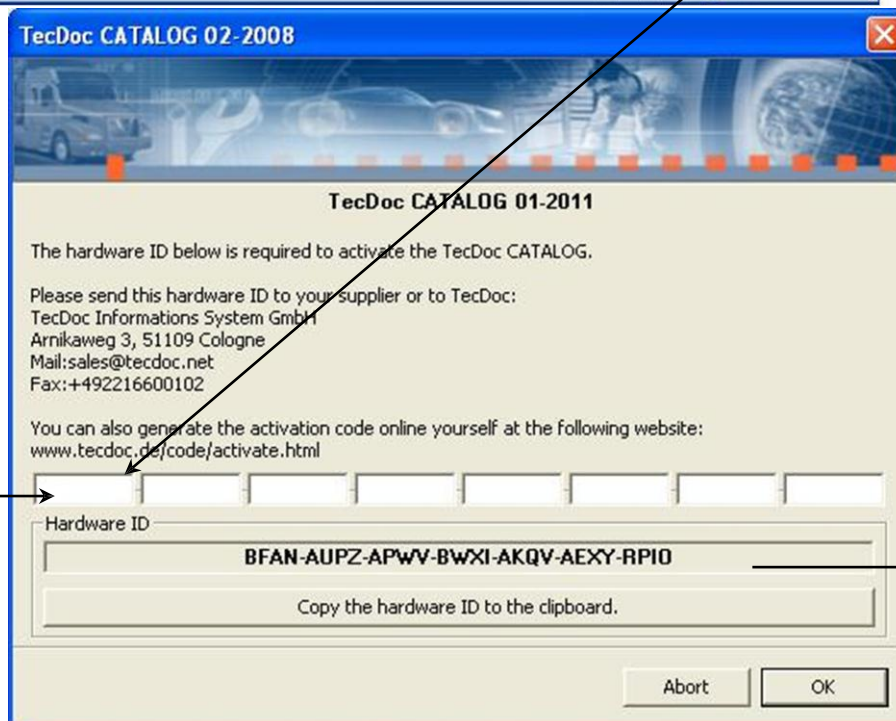 TecDoc CATALOG 02-2008
TecDoc CATALOG 01-2011
The hardware ID below is required to activate the TecDoc CATALOG.
Please send this hardware ID to your supplier or to TecDoc:
TecDoc Informations System GmbH
Arnikaweg 3, 51109 Cologne
Mail:sales@tecdoc.net
Fax:+492216600102
You can also generate the activation code online yourself at the following website:
www.tecdoc.de/code/activate.html
Hardware ID
BFAN-AUPZ-APWV-BWXI-AKQV-AEXY-RPIO
Copy the hardware ID to the clipboard.
Abort OK